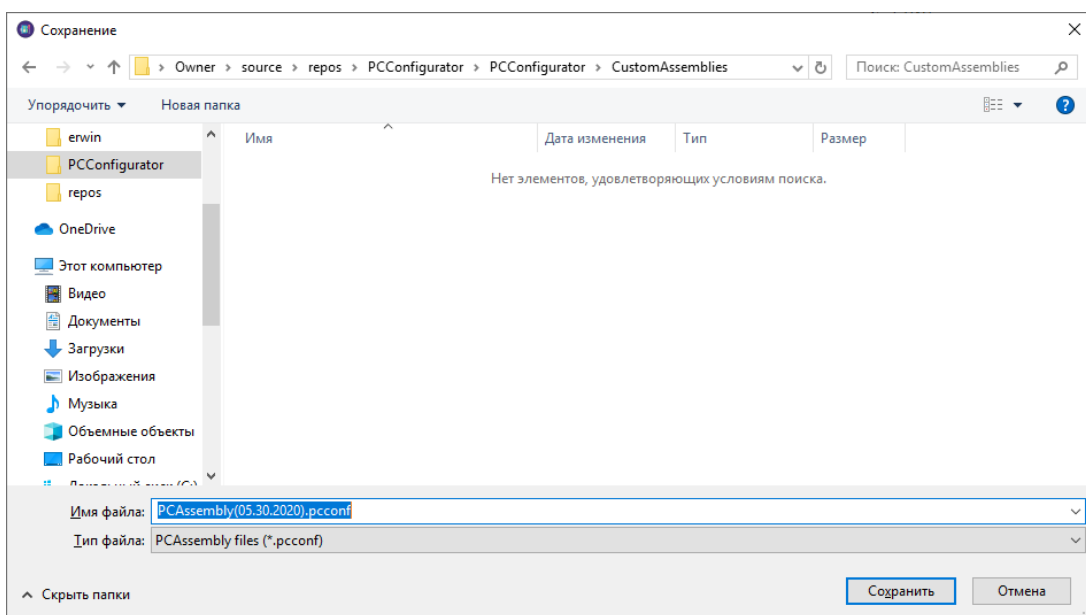 Сохранение
Owner › source › repos › PCConfigurator › PCConfigurator › CustomAssemblies
Поиск: CustomAssemblies
Упорядочить Новая папка ?
Имя Дата изменения Тип Размер
erwin
Нет элементов, удовлетворяющих условиям поиска.
PCConfigurator
repos
OneDrive
Этот компьютер
Видео
Документы
Загрузки
Изображения
Музыка
Объемные объекты
Рабочий стол
Имя файла: PCAssembly(05.30.2020).pcconf
Тип файла: PCAssembly files (*.pcconf)
Скрыть папки Сохранить Отмена